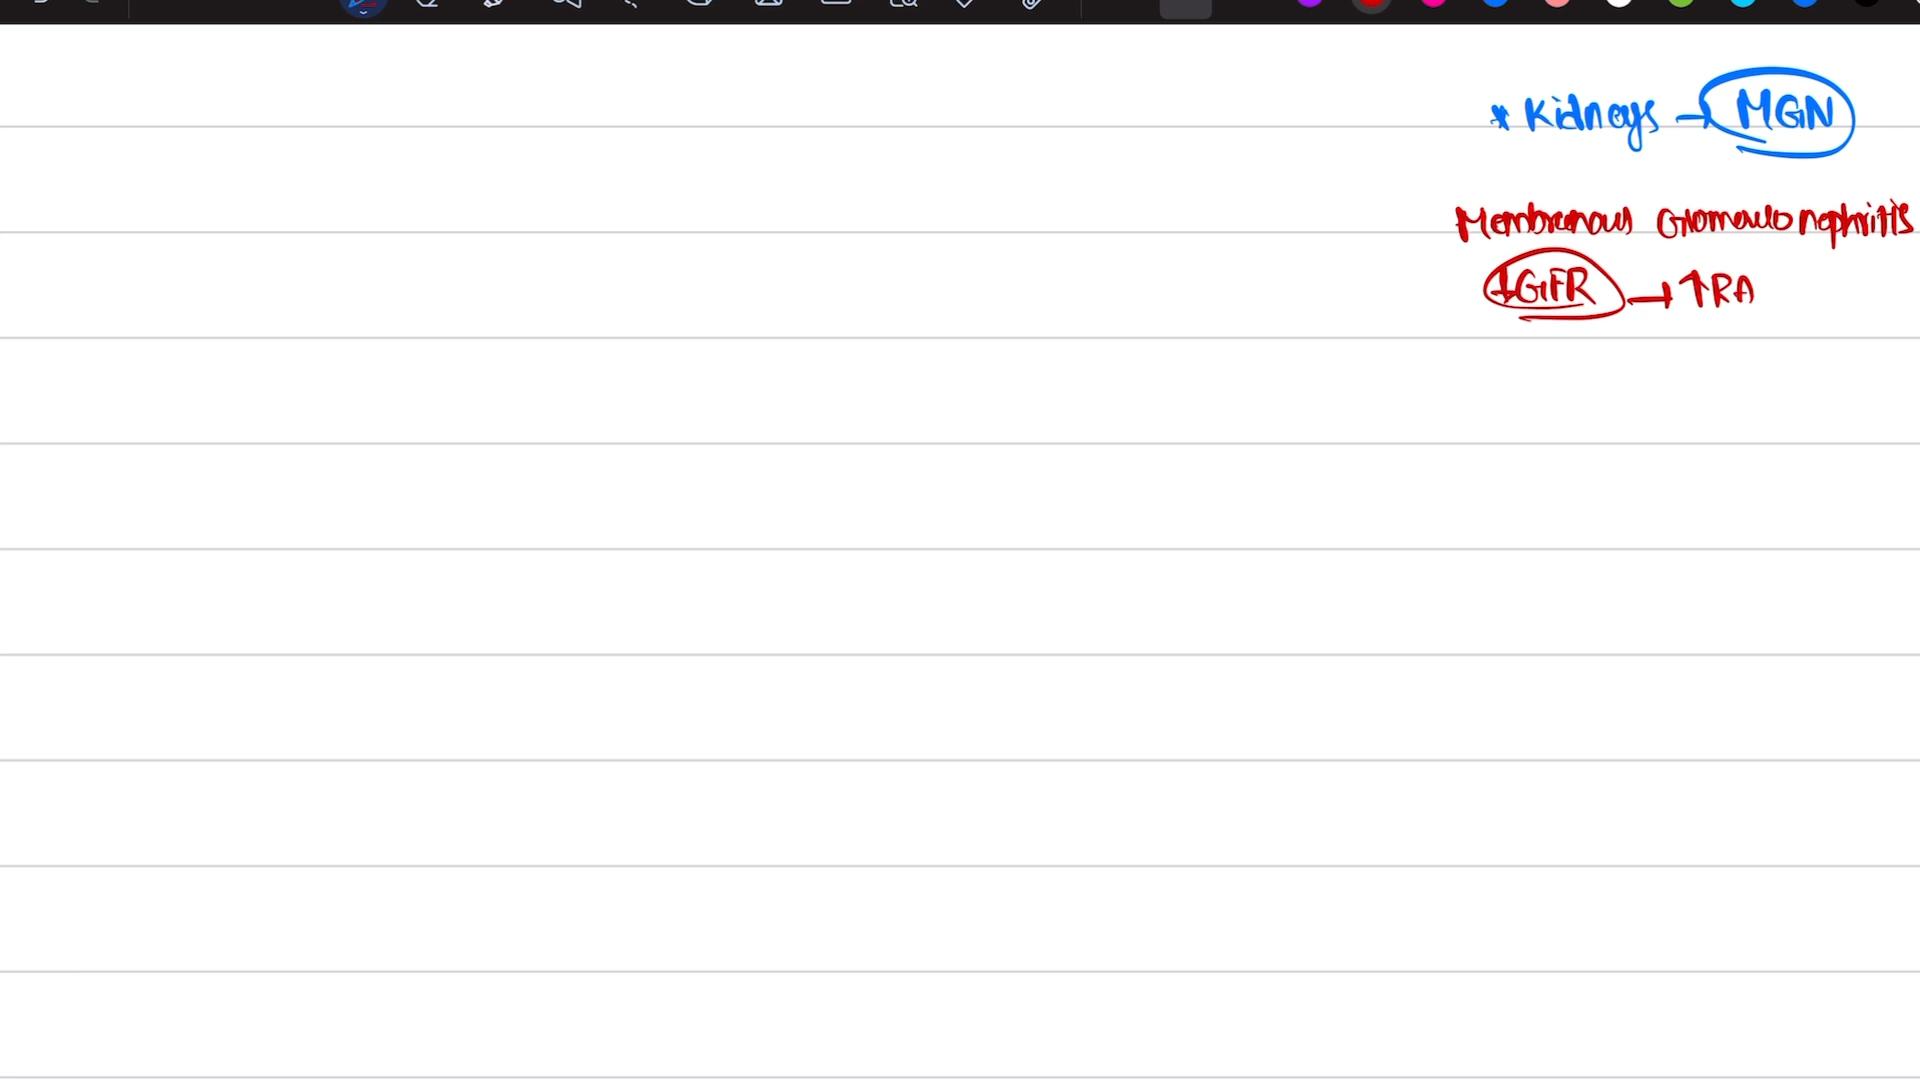 * Kidneys → MGN
Membranous Glomerulonephritis
↓GFR → ↑RA